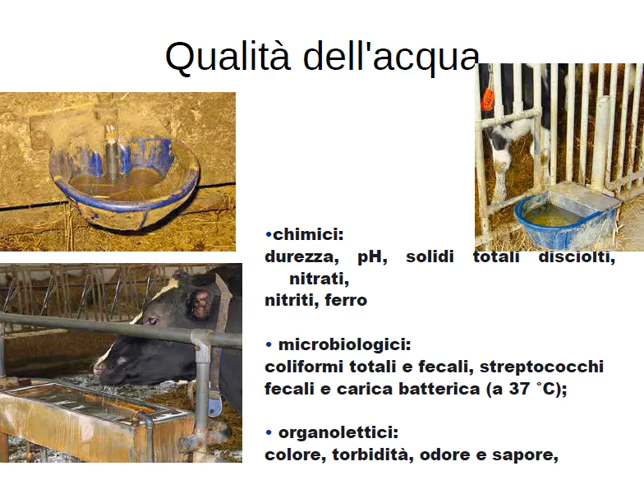 Qualità dell'acqua
•chimici:
durezza, pH, solidi totali disciolti,
nitrati,
nitriti, ferro
• microbiologici:
coliformi totali e fecali, streptococchi
fecali e carica batterica (a 37 °C);
• organolettici:
colore, torbidità, odore e sapore,